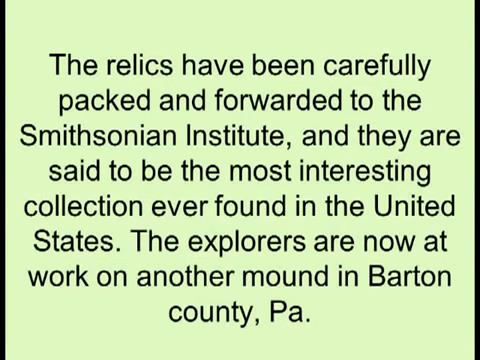 The relics have been carefully
packed and forwarded to the
Smithsonian Institute, and they are
said to be the most interesting
collection ever found in the United
States. The explorers are now at
work on another mound in Barton
county, Pa.